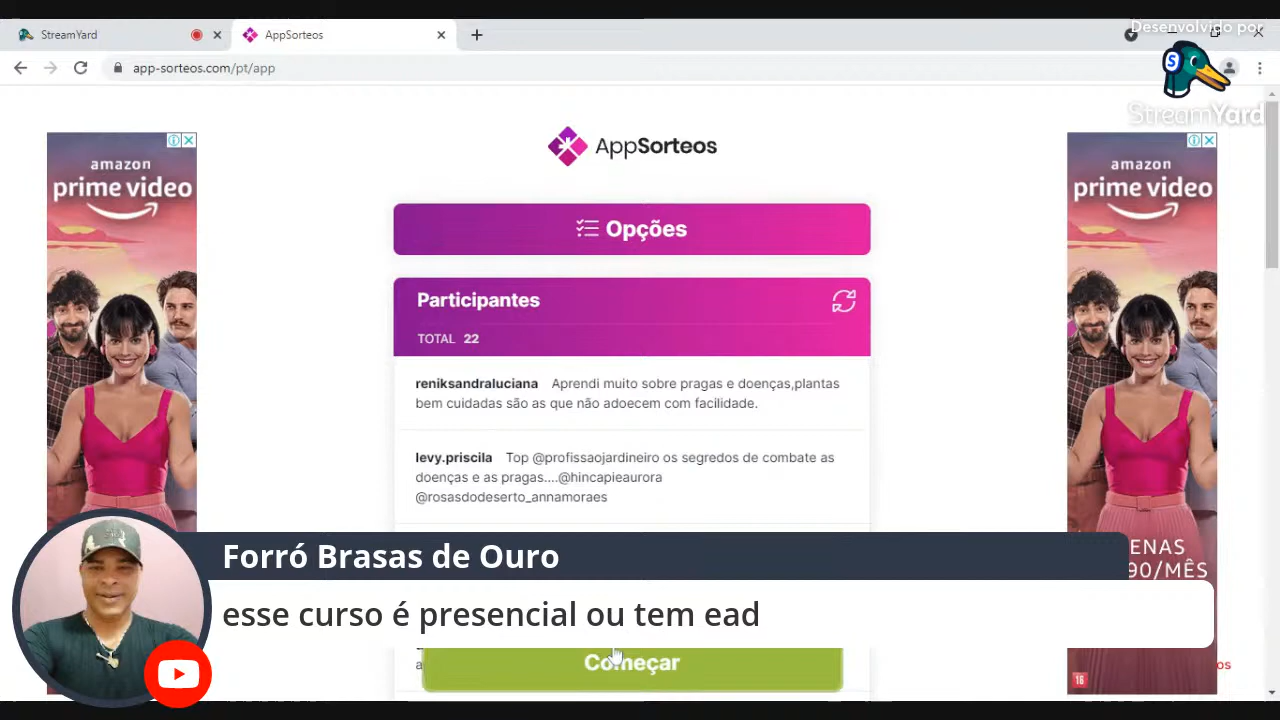 StreamYard
AppSorteos
Desenvolvido por
app-sorteos.com/pt/app
StreamYard
amazon
prime video
AppSorteos
amazon
prime video
Opções
Participantes
TOTAL 22
reniksandraluciana Aprendi muito sobre pragas e doenças,plantas
bem cuidadas são as que não adoecem com facilidade.
levy.priscila Top @profissaojardineiro os segredos de combate as
doenças e as pragas....@hincapieaurora
@rosasdodeserto_annamoraes
Forró Brasas de Ouro
ENAS
90/MÊS
esse curso é presencial ou tem ead
Começar
os
16